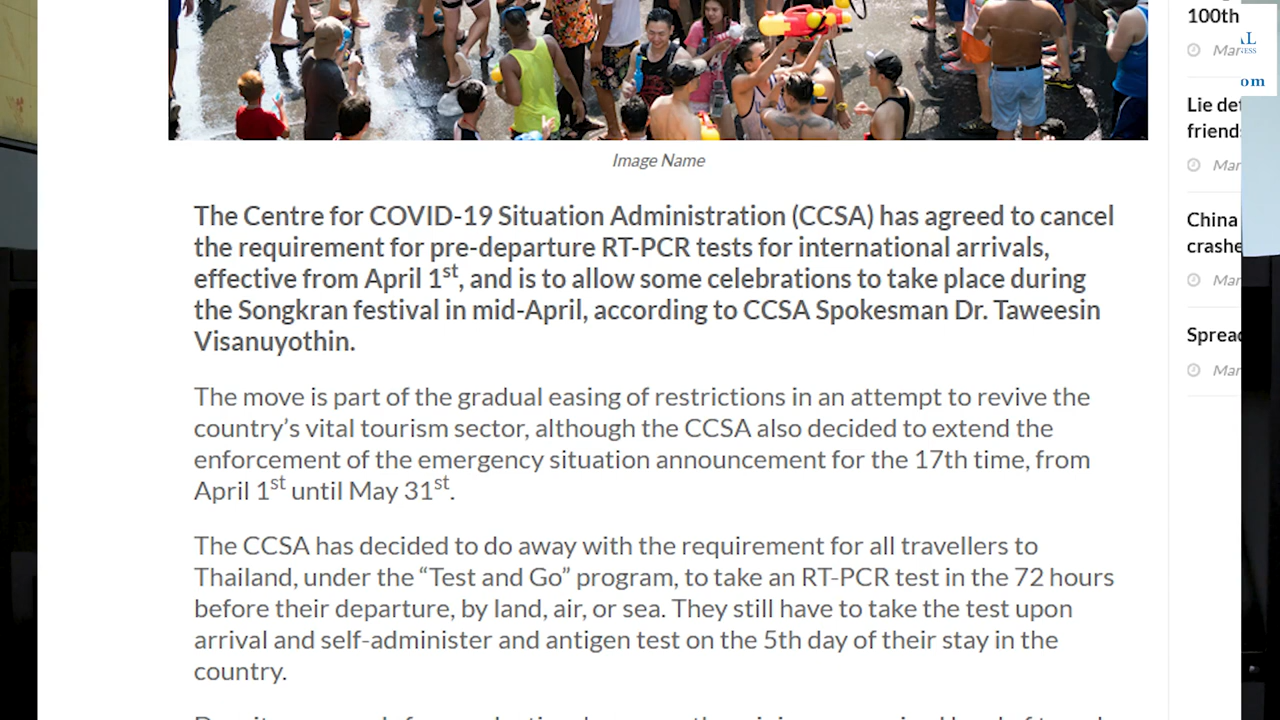 Image Name
The Centre for COVID-19 Situation Administration (CCSA) has agreed to cancel
the requirement for pre-departure RT-PCR tests for international arrivals,
effective from April 1st, and is to allow some celebrations to take place during
the Songkran festival in mid-April, according to CCSA Spokesman Dr. Taweesin
Visanuyothin.
The move is part of the gradual easing of restrictions in an attempt to revive the
country’s vital tourism sector, although the CCSA also decided to extend the
enforcement of the emergency situation announcement for the 17th time, from
April 1st until May 31st.
The CCSA has decided to do away with the requirement for all travellers to
Thailand, under the “Test and Go” program, to take an RT-PCR test in the 72 hours
before their departure, by land, air, or sea. They still have to take the test upon
arrival and self-administer and antigen test on the 5th day of their stay in the
country.
100th
Mar
Lie
friend
Mar
China
crashe
Mar
Sprea
Mar
om